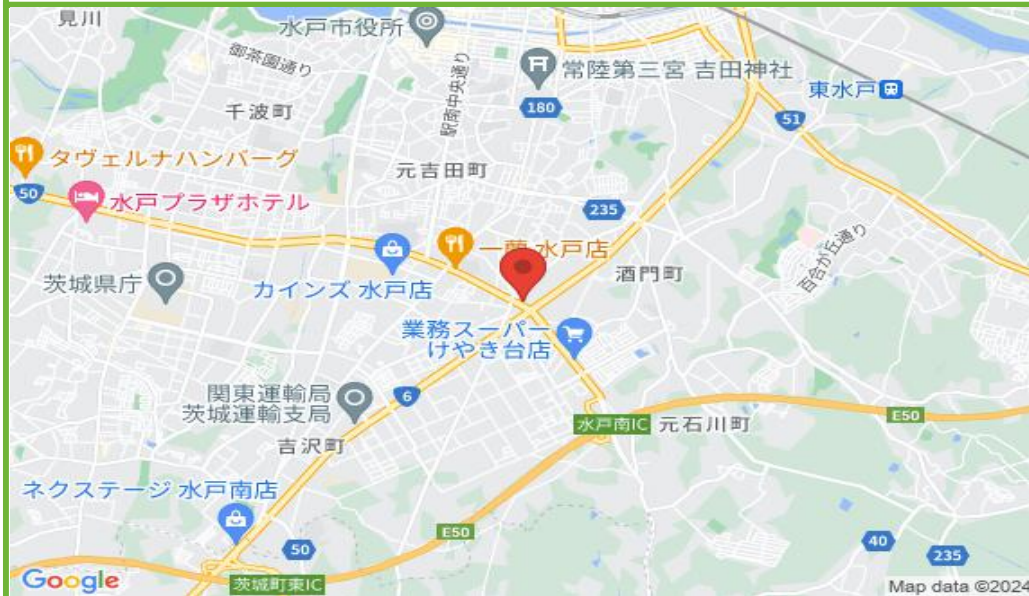 見川
水戸市役所
御茶園通り
駅南中央通り
常陸第三宮 吉田神社
東水戸
180
千波町
51
タヴェルナハンバーグ
元吉田町
50
水戸プラザホテル
235
百合が丘通り
一蘭 水戸店
酒門町
茨城県庁
カインズ 水戸店
業務スーパー
けやき台店
関東運輸局
茨城運輸支局
6
E50
水戸南IC
元石川町
吉沢町
ネクステージ 水戸南店
E50
50
40
235
Google
茨城町東IC
Map data ©2024